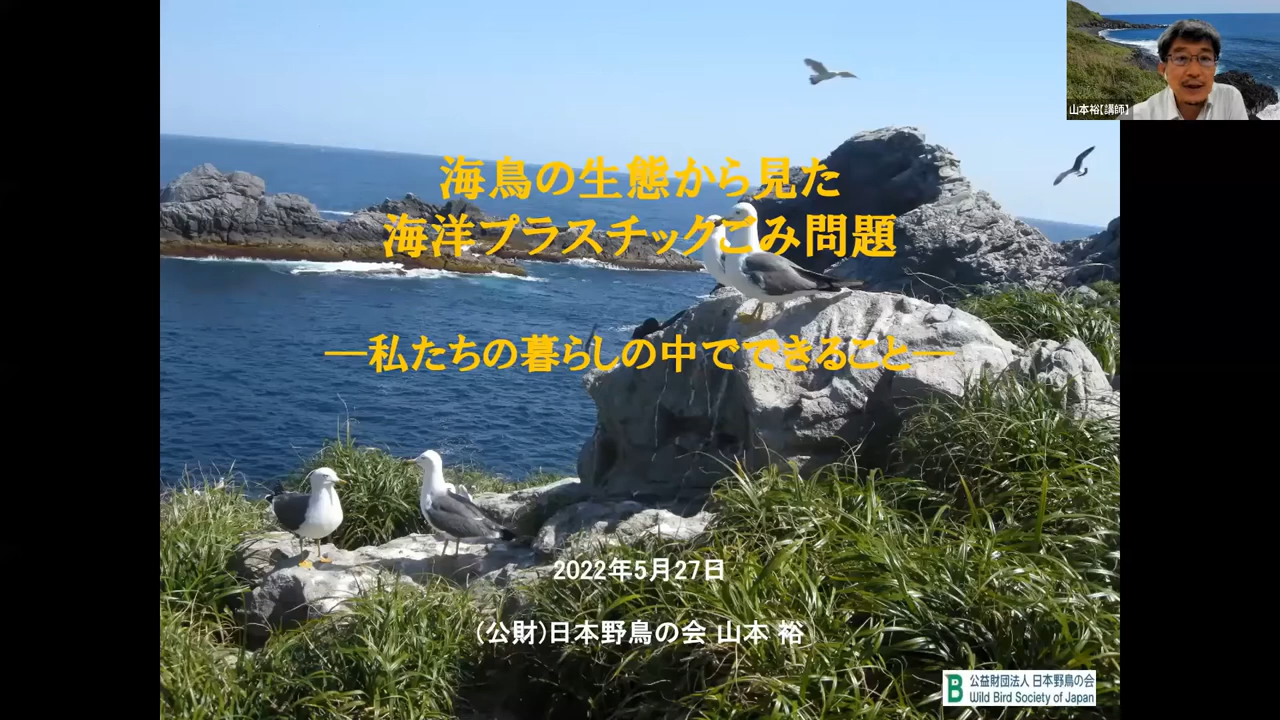 山本裕【講師】
海鳥の生態から見た
海洋プラスチックごみ問題
―私たちの暮らしの中でできること―
2022年5月27日
(公財)日本野鳥の会 山本 裕
B 公益財団法人 日本野鳥の会
Wild Bird Society of Japan